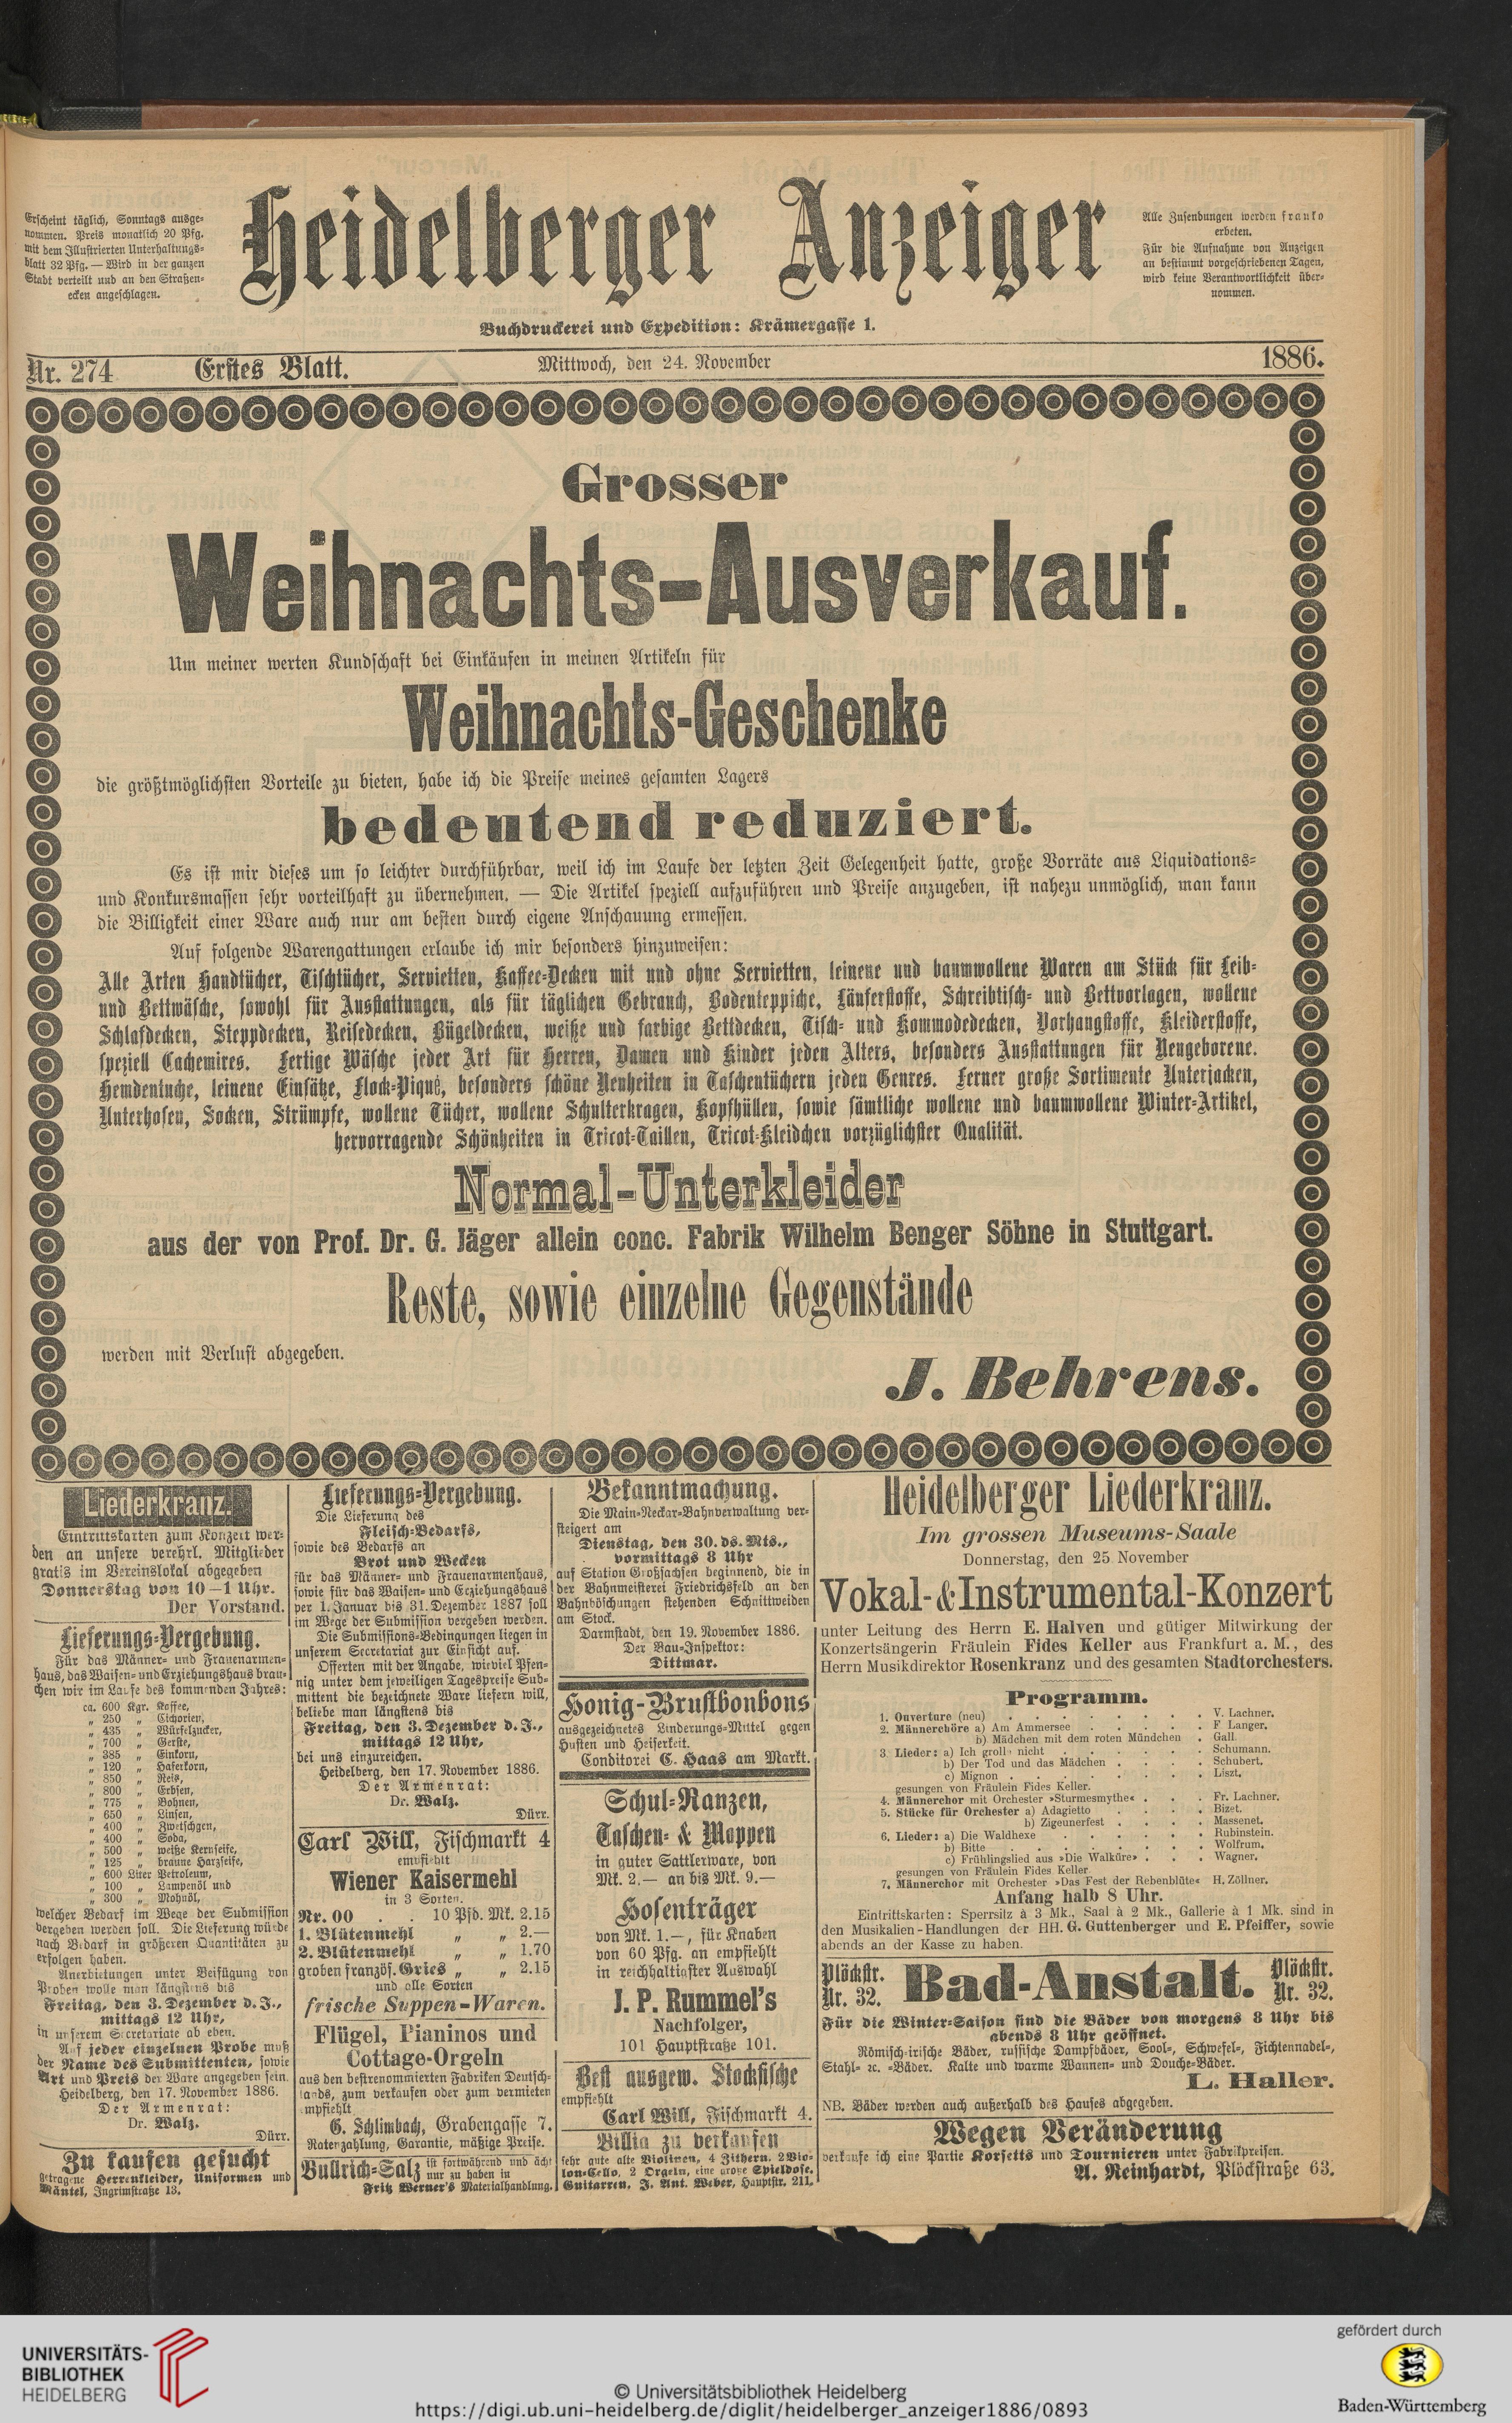 Erscheint täglich, Sonntags ausge-
nommen. Preis monatlich 20 Pfg.
mit dem Illustrierten Unterhaltungs-
blatt 32 Pfg. — Wird in der ganzen
Stadt verteilt und an den Straßen-
ecken angeschlagen.
Heidelberger Anzeiger
Alle Zusendungen werden franko
erbeten.
Für die Aufnahme von Anzeigen
an bestimmt vorgeschriebenen Tagen,
wird keine Verantwortlichkeit über-
nommen.
Buchdruckerei und Expedition: Krämergasse 1.
Nr. 274 Erstes Blatt. Mittwoch, den 24. November 1886.
Grosser
Weihnachts-Ausverkauf.
Um meiner werten Kundschaft bei Einkäufen in meinen Artikeln für
Weihnachts-Geschenke
die größtmöglichsten Vorteile zu bieten, habe ich die Preise meines gesamten Lagers
bedeutend reduziert.
Es ist mir dieses um so leichter durchführbar, weil ich im Laufe der letzten Zeit Gelegenheit hatte, große Vorräte aus Liquidations-
und Konkursmassen sehr vorteilhaft zu übernehmen. — Die Artikel speziell aufzuführen und Preise anzugeben, ist nahezu unmöglich, man kann
die Billigkeit einer Ware auch nur am besten durch eigene Anschauung ermessen.
Auf folgende Warengattungen erlaube ich mir besonders hinzuweisen:
Alle Arten Handtücher, Tischtücher, Servietten, Kaffee-Decken mit und ohne Servietten, leinene und baumwollene Waren am Stück für Leib-
und Bettwäsche, sowohl für Ausstattungen, als für täglichen Gebrauch, Bodenteppiche, Läuferstoffe, Schreibtisch- und Bettvorlagen, wollene
Schlafdecken, Steppdecken, Reisedecken, Bügeldecken, weiße und farbige Bettdecken, Tisch- und Kommodedecken, Vorhangstoffe, Kleiderstoffe,
speziell Cachemires. Fertige Wäsche jeder Art für Herren, Damen und Kinder jeden Alters, besonders Ausstattungen für Neugeborene.
Hemdentuche, leinene Einsätze, Flock-Piqué, besonders schöne Neuheiten in Taschentüchern jeden Genres. Ferner große Sortimente Unterjacken,
Unterhosen, Socken, Strümpfe, wollene Tücher, wollene Schulterkragen, Kopfhüllen, sowie sämtliche wollene und baumwollene Winter-Artikel,
hervorragende Schönheiten in Tricot-Taillen, Tricot-Kleidchen vorzüglichster Qualität.
Normal-Unterkleider
aus der von Prof. Dr. G. Jäger allein conc. Fabrik Wilhelm Benger Söhne in Stuttgart.
Reste, sowie einzelne Gegenstände
werden mit Verlust abgegeben.
J. Behrens.
Liederkranz.
Eintrittskarten zum Konzert wer-
den an unsere verehrl. Mitglieder
gratis im Vereinslokal abgegeben
Donnerstag von 10—1 Uhr.
Der Vorstand.
Lieferungs-Vergebung.
Für das Männer- und Frauenarmen-
haus, das Waisen- und Erziehungshaus brau-
chen wir im Laufe des kommenden Jahres:
ca. 600 Kgr. Kaffee,
„ 250 „ Cichorien,
„ 435 „ Würfelzucker,
„ 700 „ Gerste,
„ 385 „ Einkorn,
„ 120 „ Haferkorn,
„ 850 „ Reis,
„ 800 „ Erbsen,
„ 775 „ Bohnen,
„ 650 „ Linsen,
„ 400 „ Zwetschgen,
„ 400 „ Soda,
„ 500 „ weiße Kernseife,
„ 125 „ braune Harzseife,
„ 600 Liter Petroleum,
„ 100 „ Lampenöl und
„ 300 „ Mohnöl,
welcher Bedarf im Wege der Submission
vergeben werden soll. Die Lieferung würde
nach Bedarf in größeren Quantitäten zu
erfolgen haben.
Anerbietungen unter Beifügung von
Proben wolle man längstens bis
Freitag, den 3. Dezember d. J.,
mittags 12 Uhr,
in unserem Secretariate abgeben.
Auf jeder einzelnen Probe muß
der Name des Submittenten, sowie
Art und Preis der Ware angegeben sein.
Heidelberg, den 17. November 1886.
Der Armenrat:
Dr. Walz.
Dürr.
Zu kaufen gesucht
getragene Herrenkleider, Uniformen und
Mäntel, Ingrimstraße 13.
Lieferungs-Vergebung.
Die Lieferung des
Fleisch-Bedarfs,
sowie des Bedarfs an
Brot und Wecken
für das Männer- und Frauenarmenhaus,
sowie für das Waisen- und Erziehungshaus
per 1. Januar bis 31. Dezember 1887 soll
im Wege der Submission vergeben werden.
Die Submissions-Bedingungen liegen in
unserem Secretariat zur Einsicht auf.
Offerten mit der Angabe, wieviel Pfen-
nig unter dem jeweiligen Tagespreise Sub-
mittent die bezeichnete Ware liefern will,
beliebe man längstens bis
Freitag, den 3. Dezember d. J.,
mittags 12 Uhr,
bei uns einzureichen.
Heidelberg, den 17. November 1886.
Der Armenrat:
Dr. Walz.
Dürr.
Carl Will, Fischmarkt 4
empfiehlt
Wiener Kaisermehl
in 3 Sorten.
Nr. 00 . . 10 Pfd. Mk. 2.15
1. Blütenmehl „ „ 2.—
2. Blütenmehl „ „ 1.70
groben französ. Gries „ „ 2.15
und alle Sorten
frische Suppen-Waren.
Flügel, Pianinos und
Cottage-Orgeln
aus den bestrenommierten Fabriken Deutsch-
lands, zum verkaufen oder zum vermieten
empfiehlt
G. Schlimbach, Grabengasse 7.
Ratenzahlung, Garantie, mäßige Preise.
Bullrich-Salz ist fortwährend und ächt
nur zu haben in
Fritz Werner's Materialhandlung.
Bekanntmachung.
Die Main-Neckar-Bahnverwaltung ver-
steigert am
Dienstag, den 30. ds. Mts.,
vormittags 8 Uhr
auf Station Großsachsen beginnend, die in
der Bahnmeisterei Friedrichsfeld an den
Bahnböschungen stehenden Schnittweiden
am Stock.
Darmstadt, den 19. November 1886.
Der Bau-Inspektor:
Dittmar.
Honig-Brustbonbons
ausgezeichnetes Linderungs-Mittel gegen
Husten und Heiserkeit.
Conditorei C. Haas am Markt.
Schul-Ranzen,
Taschen- & Mappen
in guter Sattlerware, von
Mk. 2.— an bis Mk. 9.—
Hosenträger
von Mk. 1.—, für Knaben
von 60 Pfg. an empfiehlt
in reichhaltigster Auswahl
J. P. Rummel's
Nachfolger,
101 Hauptstraße 101.
Best ausgew. Stockfische
empfiehlt
Carl Will, Fischmarkt 4.
Billig zu verkaufen
sehr gute alte Violinen, 4 Zithern, 2 Vio-
lon-Cello, 2 Orgeln, eine große Spieldose,
Guitarren, J. Ant. Weber, Hauptstr. 211.
Heidelberger Liederkranz.
Im grossen Museums-Saale
Donnerstag, den 25 November
Vokal-&Instrumental-Konzert
unter Leitung des Herrn E. Halven und gütiger Mitwirkung der
Konzertsängerin Fräulein Fides Keller aus Frankfurt a. M., des
Herrn Musikdirektor Rosenkranz und des gesamten Stadtorchesters.
Programm.
1. Ouverture (neu) . . . V. Lachner.
2. Männerchöre a) Am Ammersee . . . F Langer.
b) Mädchen mit dem roten Mündchen . Gall.
3 Lieder: a) Ich grolle nicht . . . Schumann.
b) Der Tod und das Mädchen . . . Schubert.
c) Mignon . . . Liszt.
gesungen von Fräulein Fides Keller.
4. Männerchor mit Orchester »Sturmesmythe« . . Fr. Lachner.
5. Stücke für Orchester a) Adagietto . . . Bizet.
b) Zigeunerfest . . . Massenet.
6. Lieder: a) Die Waldhexe . . . Rubinstein.
b) Bitte . . . Wolfrum.
c) Frühlingslied aus »Die Walküre« . . . Wagner.
gesungen von Fräulein Fides Keller
7. Männerchor mit Orchester »Das Fest der Rebenblüte« H. Zöllner.
Anfang halb 8 Uhr.
Eintrittskarten: Sperrsitz à 3 Mk., Saal à 2 Mk., Gallerie à 1 Mk. sind in
den Musikalien-Handlungen der HH. G. Guttenberger und E. Pfeiffer, sowie
abends an der Kasse zu haben.
Plöckstr. Nr. 32. Bad-Anstalt. Plöckstr. Nr. 32.
Für die Winter-Saison sind die Bäder von morgens 8 Uhr bis
abends 8 Uhr geöffnet.
Römisch-irische Bäder, russische Dampfbäder, Sool-, Schwefel-, Fichtennadel-,
Stahl- ꝛc. -Bäder. Kalte und warme Wannen- und Douche-Bäder.
L. Haller.
NB. Bäder werden auch außerhalb des Hauses abgegeben.
Wegen Veränderung
verkaufe ich eine Partie Korsetts und Tournieren unter Fabrikpreisen.
A. Reinhardt, Plöckstraße 63.
UNIVERSITÄTS-
BIBLIOTHEK
HEIDELBERG
© Universitätsbibliothek Heidelberg
https://digi.ub.uni-heidelberg.de/diglit/heidelberger_anzeiger1886/0893
gefördert durch
Baden-Württemberg